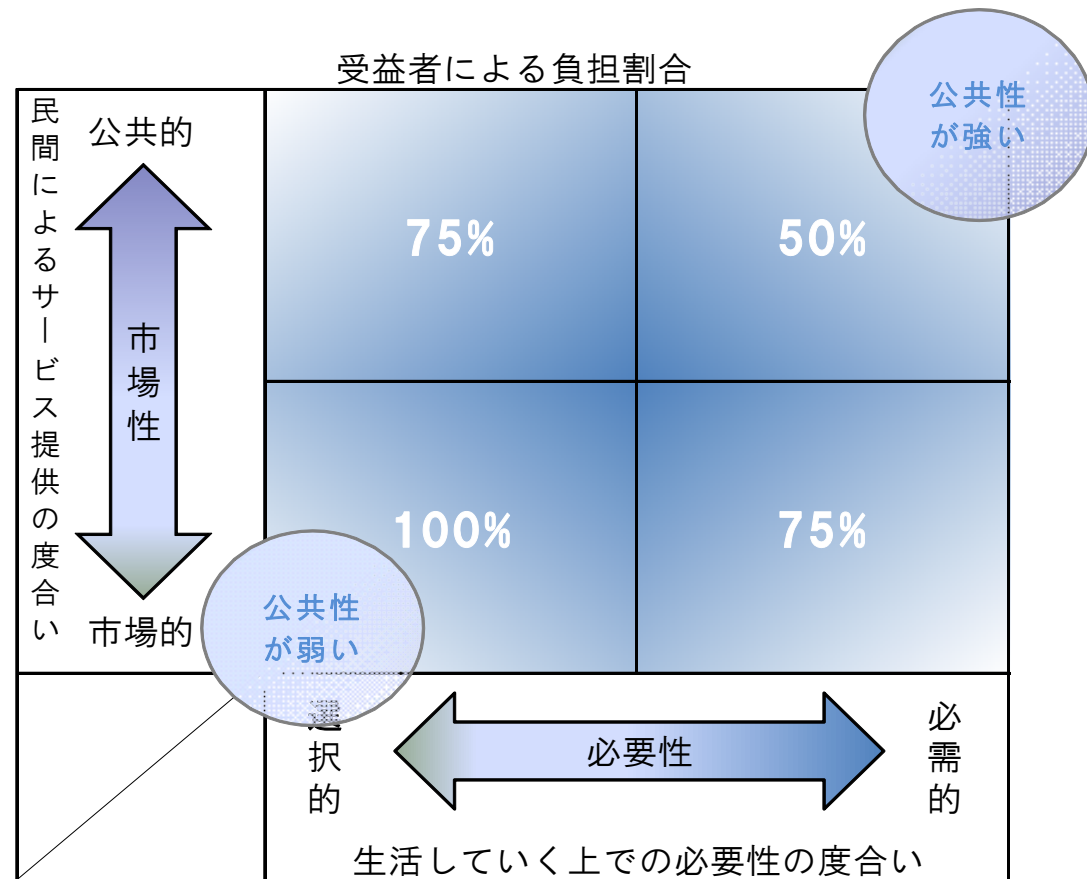 受益者による負担割合
公共性
が強い
民間によるサービス提供の度合い
公共的
市場性
市場的
75%
50%
100%
75%
公共性
が弱い
選択的
必要性
必需的
生活していく上での必要性の度合い